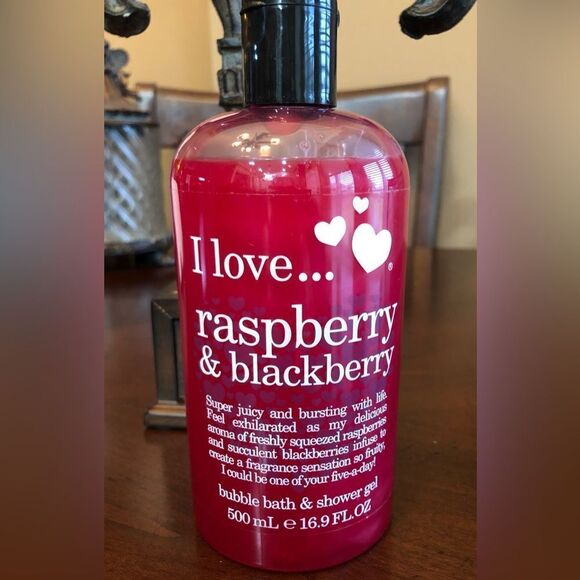 I love...
®
raspberry
& blackberry
Super juicy and bursting with life.
Feel exhilarated as my delicious
aroma of freshly squeezed raspberries
and succulent blackberries infuse to
create a fragrance sensation so fruity,
I could be one of your five-a-day!
bubble bath & shower gel
500 mL ℮ 16.9 FL.OZ